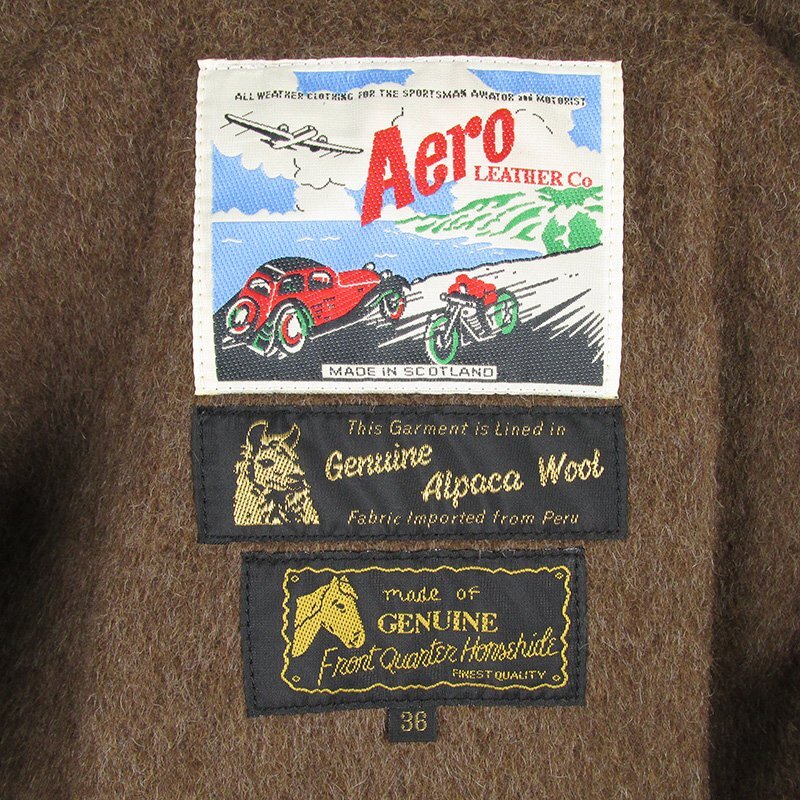 ALL WEATHER CLOTHING FOR THE SPORTSMAN AVIATOR AND MOTORIST
Aero
LEATHER Co
MADE IN SCOTLAND
This Garment is Lined in
Genuine
Alpaca Wool
Fabric Imported from Peru
made of
GENUINE
Front Quarter Horsehide
FINEST QUALITY
36